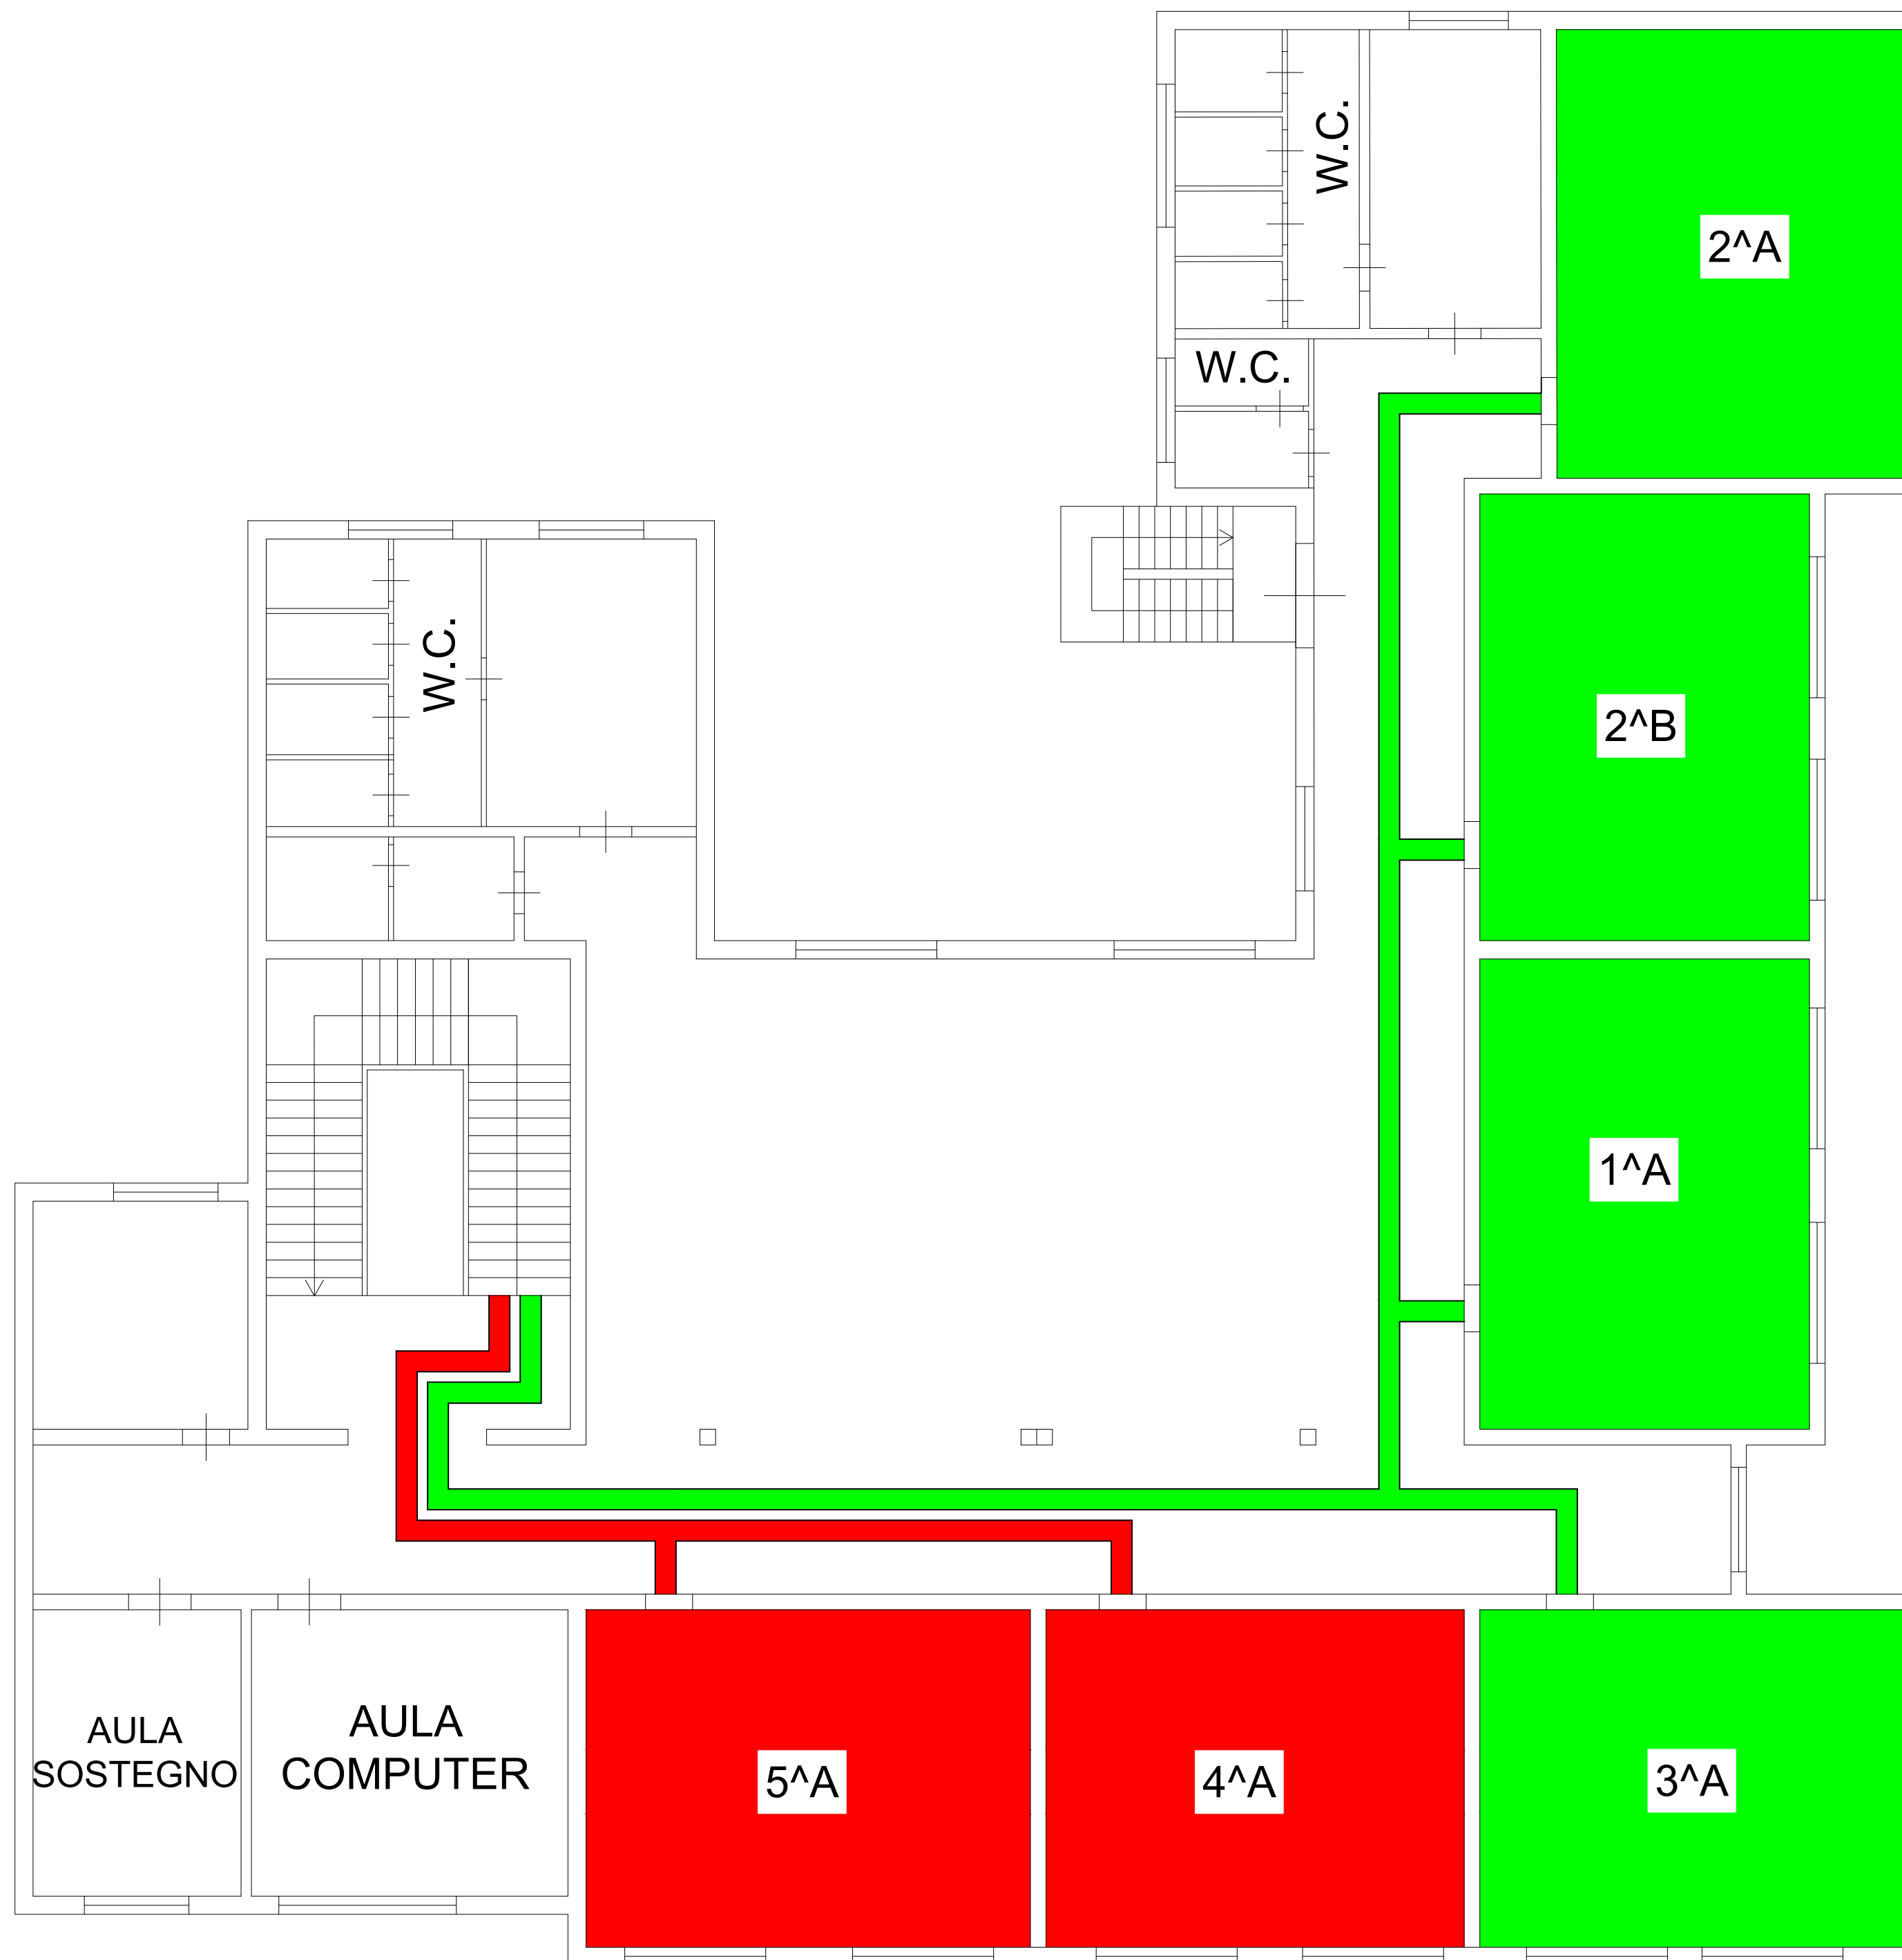 W.C.
2^A
W.C.
W.C.
2^B
1^A
AULA
SOSTEGNO
AULA
COMPUTER
5^A
4^A
3^A